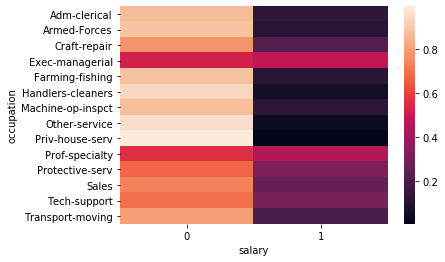 occupation
Adm-clerical
Armed-Forces
Craft-repair
Exec-managerial
Farming-fishing
Handlers-cleaners
Machine-op-inspct
Other-service
Priv-house-serv
Prof-specialty
Protective-serv
Sales
Tech-support
Transport-moving
0 1
salary
0.8
0.6
0.4
0.2